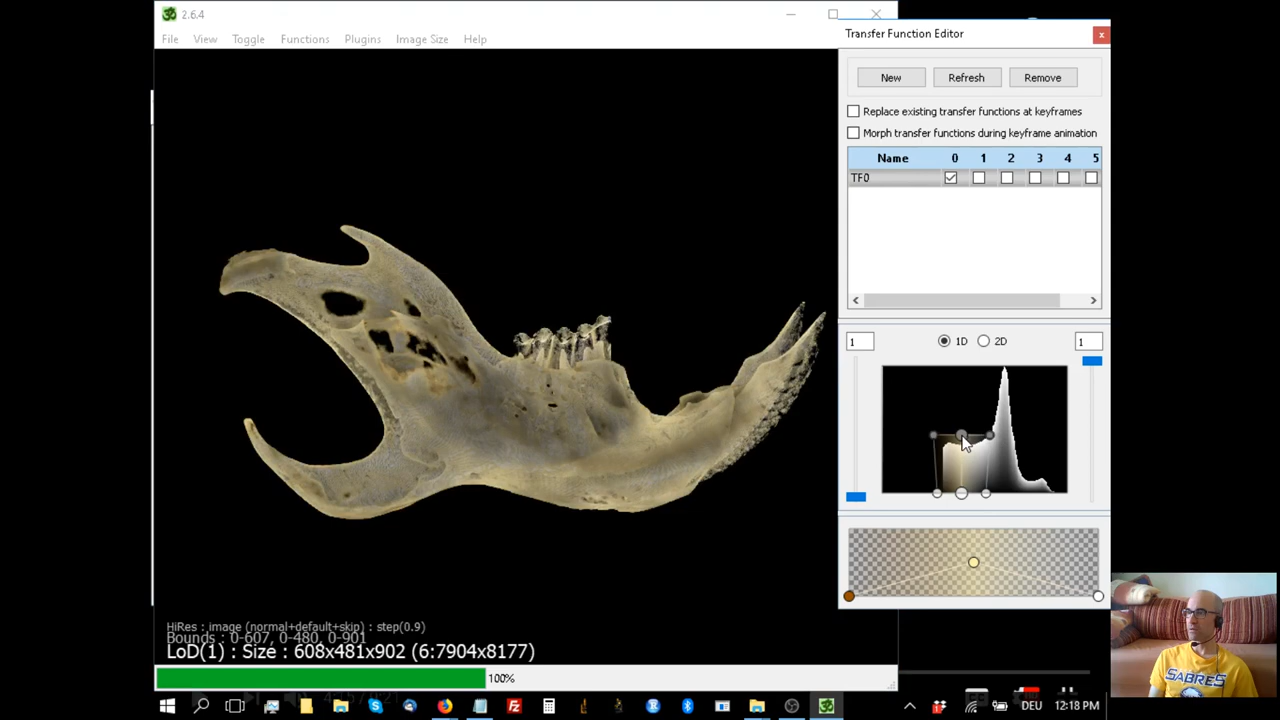 2.6.4
File View Toggle Functions Plugins Image Size Help
Transfer Function Editor
x
New Refresh Remove
Replace existing transfer functions at keyframes
Morph transfer functions during keyframe animation
Name 0 1 2 3 4 5
TF0
1 1D 2D 1
HiRes : image (normal+default+skip) : step(0.9)
Bounds : 0-607, 0-480, 0-901
LoD(1) : Size : 608x481x902 (6:7904x8177)
100%
DEU 12:18 PM
SABRES